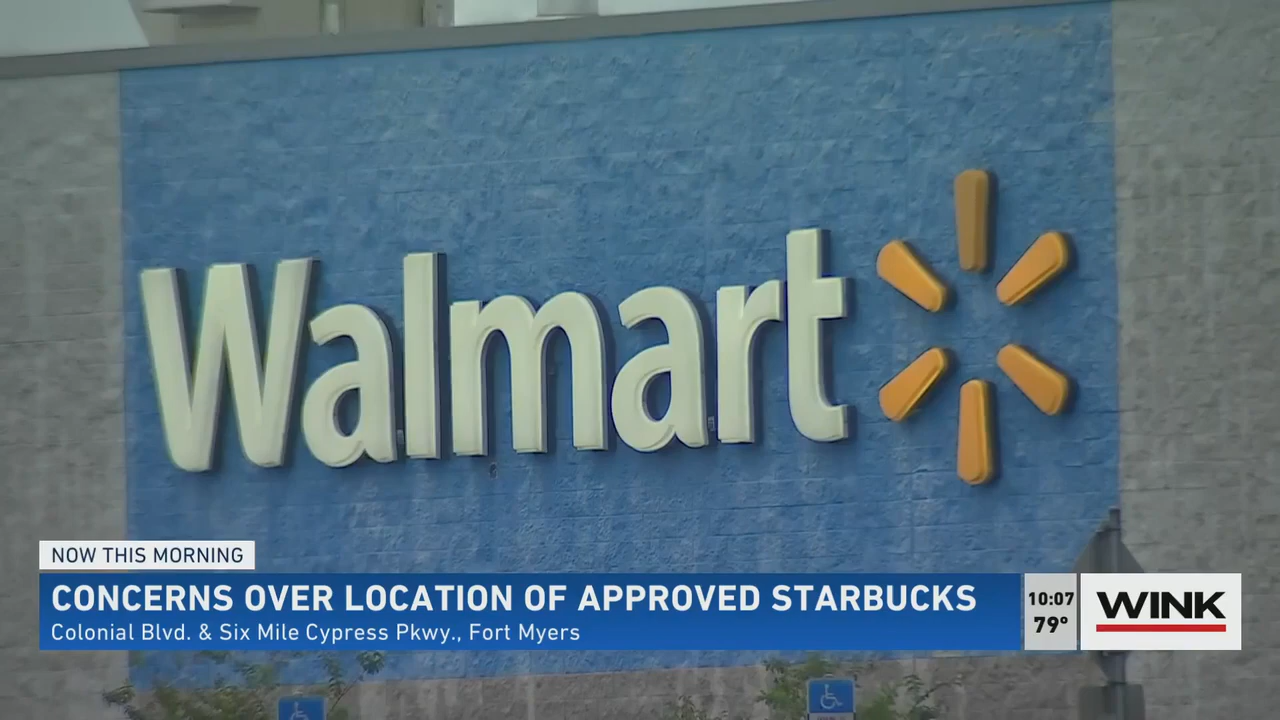 Walmart
NOW THIS MORNING
CONCERNS OVER LOCATION OF APPROVED STARBUCKS
Colonial Blvd. & Six Mile Cypress Pkwy., Fort Myers
10:07
79°
WINK